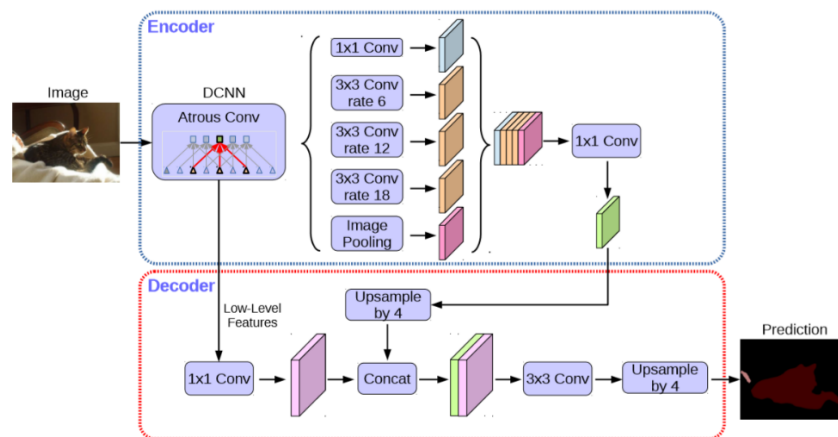 Encoder
Image
DCNN
Atrous Conv
1x1 Conv
3x3 Conv
rate 6
3x3 Conv
rate 12
3x3 Conv
rate 18
Image
Pooling
1x1 Conv
Decoder
Low-Level
Features
Upsample
by 4
1x1 Conv
Concat
3x3 Conv
Upsample
by 4
Prediction